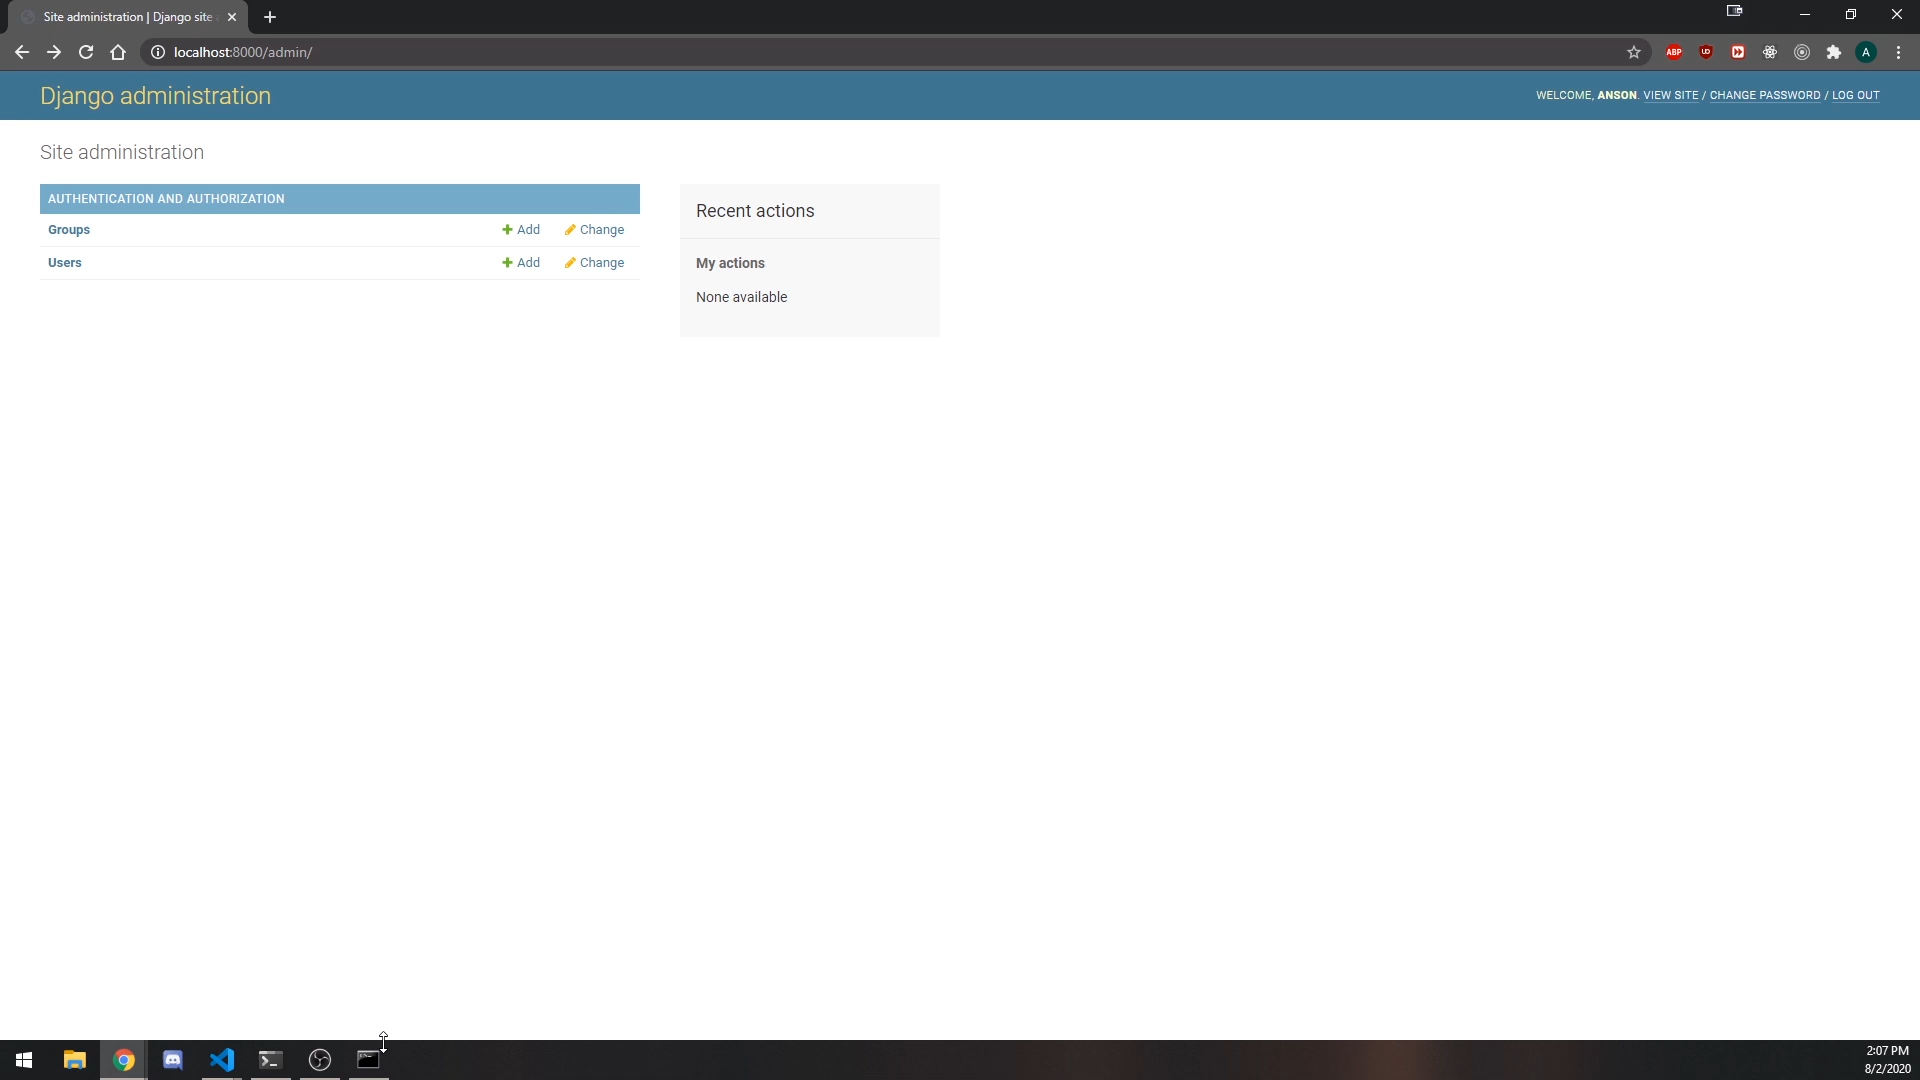 Site administration | Django site
localhost:8000/admin/
ABP
A
Django administration
WELCOME, ANSON. VIEW SITE / CHANGE PASSWORD / LOG OUT
Site administration
AUTHENTICATION AND AUTHORIZATION
Groups Add Change
Users Add Change
Recent actions
My actions
None available
2:07 PM
8/2/2020